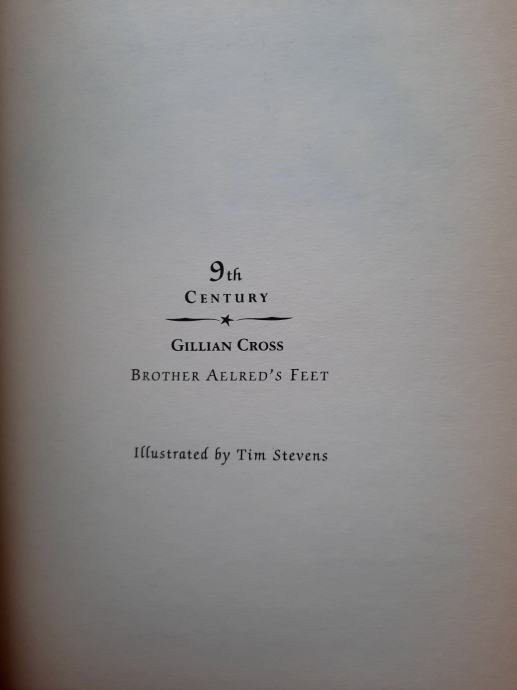 9th
CENTURY
GILLIAN CROSS
BROTHER AELRED'S FEET
Illustrated by Tim Stevens